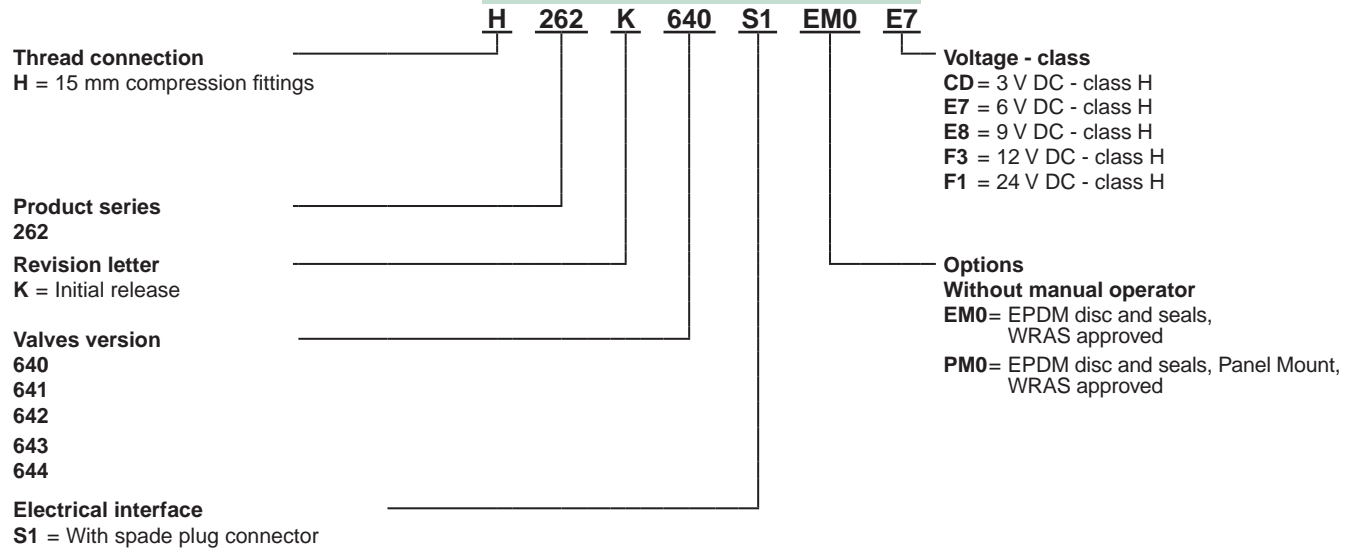 H 262 K 640 S1 EM0 E7
Thread connection
H = 15 mm compression fittings
Product series
262
Revision letter
K = Initial release
Valves version
640
641
642
643
644
Electrical interface
S1 = With spade plug connector
Voltage - class
CD = 3 V DC - class H
E7 = 6 V DC - class H
E8 = 9 V DC - class H
F3 = 12 V DC - class H
F1 = 24 V DC - class H
Options
Without manual operator
EM0= EPDM disc and seals,
WRAS approved
PM0= EPDM disc and seals, Panel Mount,
WRAS approved